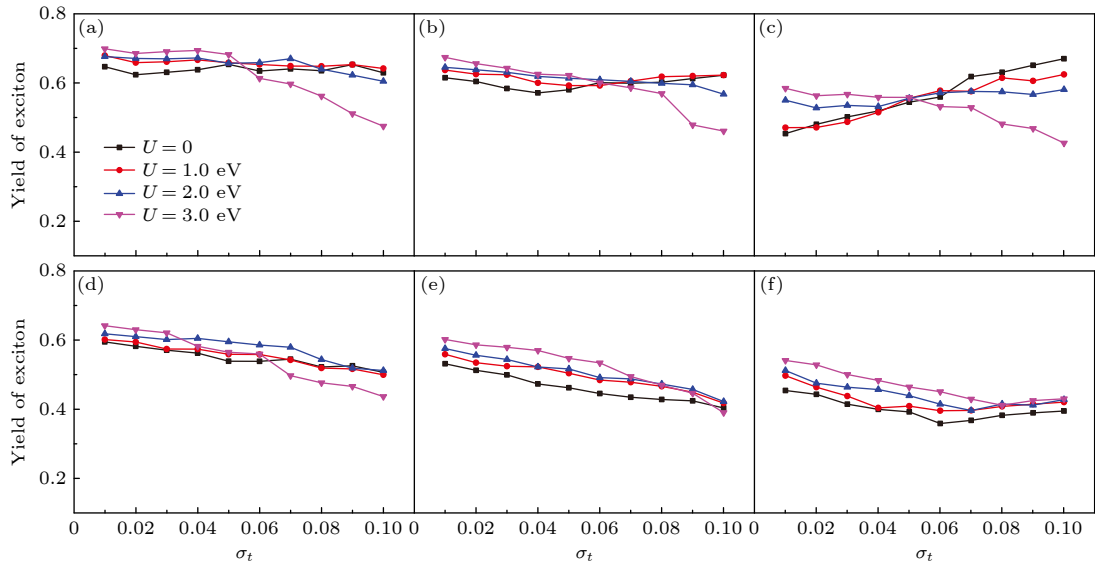 0.8
(a)
(b)
(c)
0.6
0.4
0.2
Yield of exciton
U = 0
U = 1.0 eV
U = 2.0 eV
U = 3.0 eV
0.8
(d)
(e)
(f)
0.6
0.4
0.2
Yield of exciton
0 0.02 0.04 0.06 0.08 0.10 0 0.02 0.04 0.06 0.08 0.10 0 0.02 0.04 0.06 0.08 0.10
σt σt σt